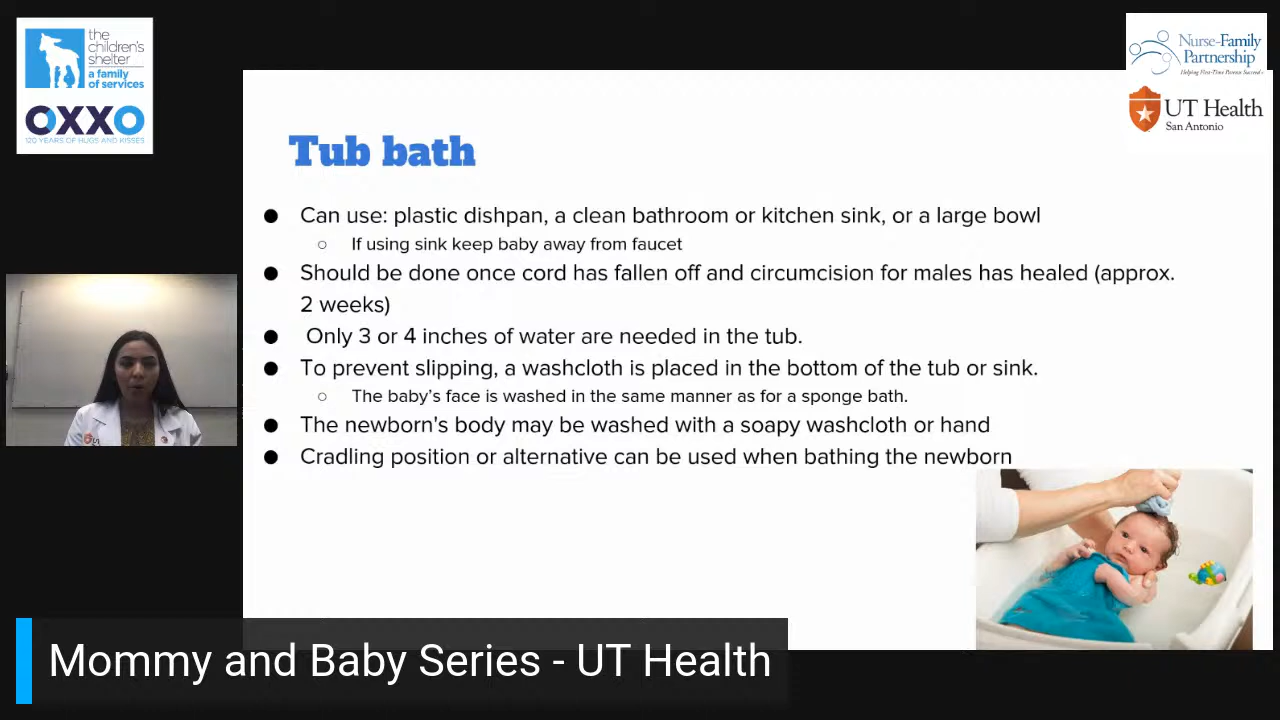 the
children's
shelter
a family
of services
OXXO
120 YEARS OF HUGS AND KISSES
Nurse-Family
Partnership
Helping First-Time Parents Succeed
UT Health
San Antonio
Tub bath
● Can use: plastic dishpan, a clean bathroom or kitchen sink, or a large bowl
○ If using sink keep baby away from faucet
● Should be done once cord has fallen off and circumcision for males has healed (approx.
2 weeks)
● Only 3 or 4 inches of water are needed in the tub.
● To prevent slipping, a washcloth is placed in the bottom of the tub or sink.
○ The baby's face is washed in the same manner as for a sponge bath.
● The newborn's body may be washed with a soapy washcloth or hand
● Cradling position or alternative can be used when bathing the newborn
Mommy and Baby Series - UT Health